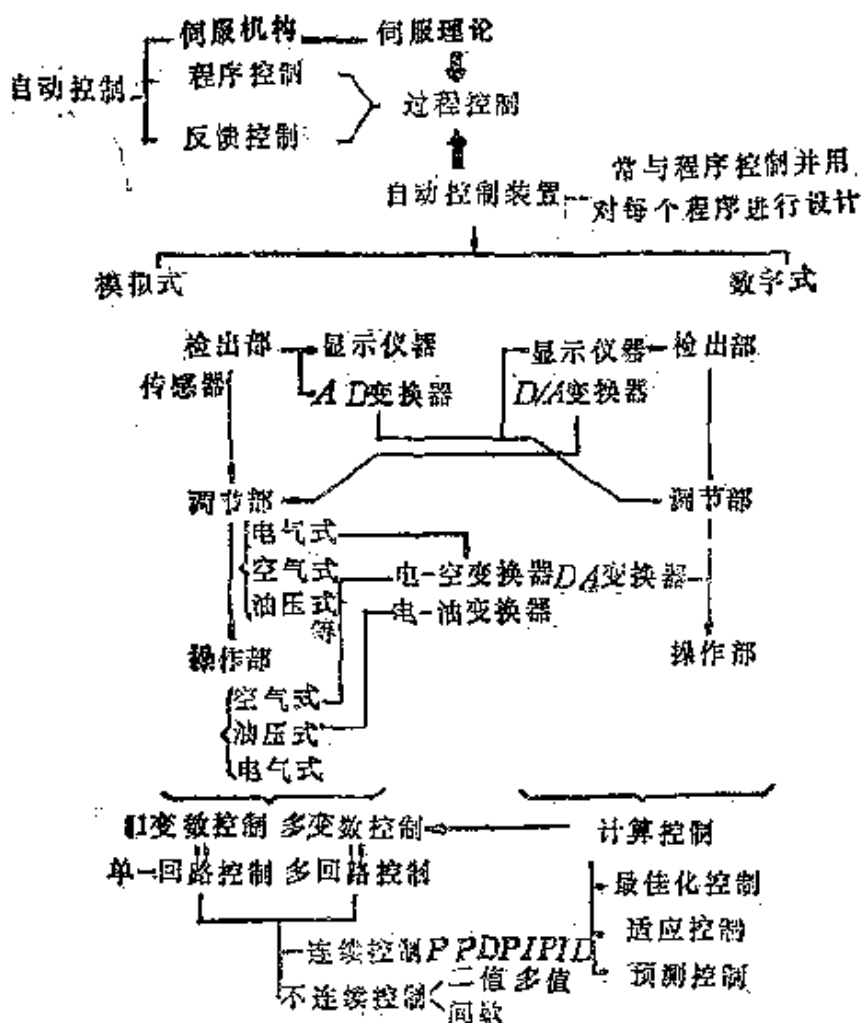 伺服机构 伺服理论
自动控制 程序控制
过程控制
反馈控制
常与程序控制并用
自动控制装置 对每个程序进行设计
模拟式 数字式
检出部 显示仪器 显示仪器 检出部
传感器 A D变换器 D/A变换器
调节部 调节部
电气式
空气式 电-空变换器DA变换器
油压式 电-油变换器
等
操作部 操作部
空气式
油压式
电气式
1变数控制 多变数控制 计算控制
单一回路控制 多回路控制 最佳化控制
连续控制P PDPIPID 适应控制
不连续控制 二值多值 预测控制
间歇